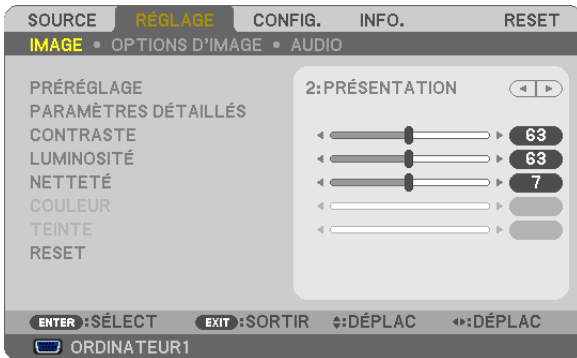 SOURCE RÉGLAGE CONFIG. INFO. RESET
IMAGE • OPTIONS D'IMAGE • AUDIO
PRÉRÉGLAGE 2:PRÉSENTATION
PARAMÈTRES DÉTAILLÉS
CONTRASTE 63
LUMINOSITÉ 63
NETTETÉ 7
COULEUR
TEINTE
RESET
ENTER :SÉLECT EXIT :SORTIR :DÉPLAC :DÉPLAC
ORDINATEUR1